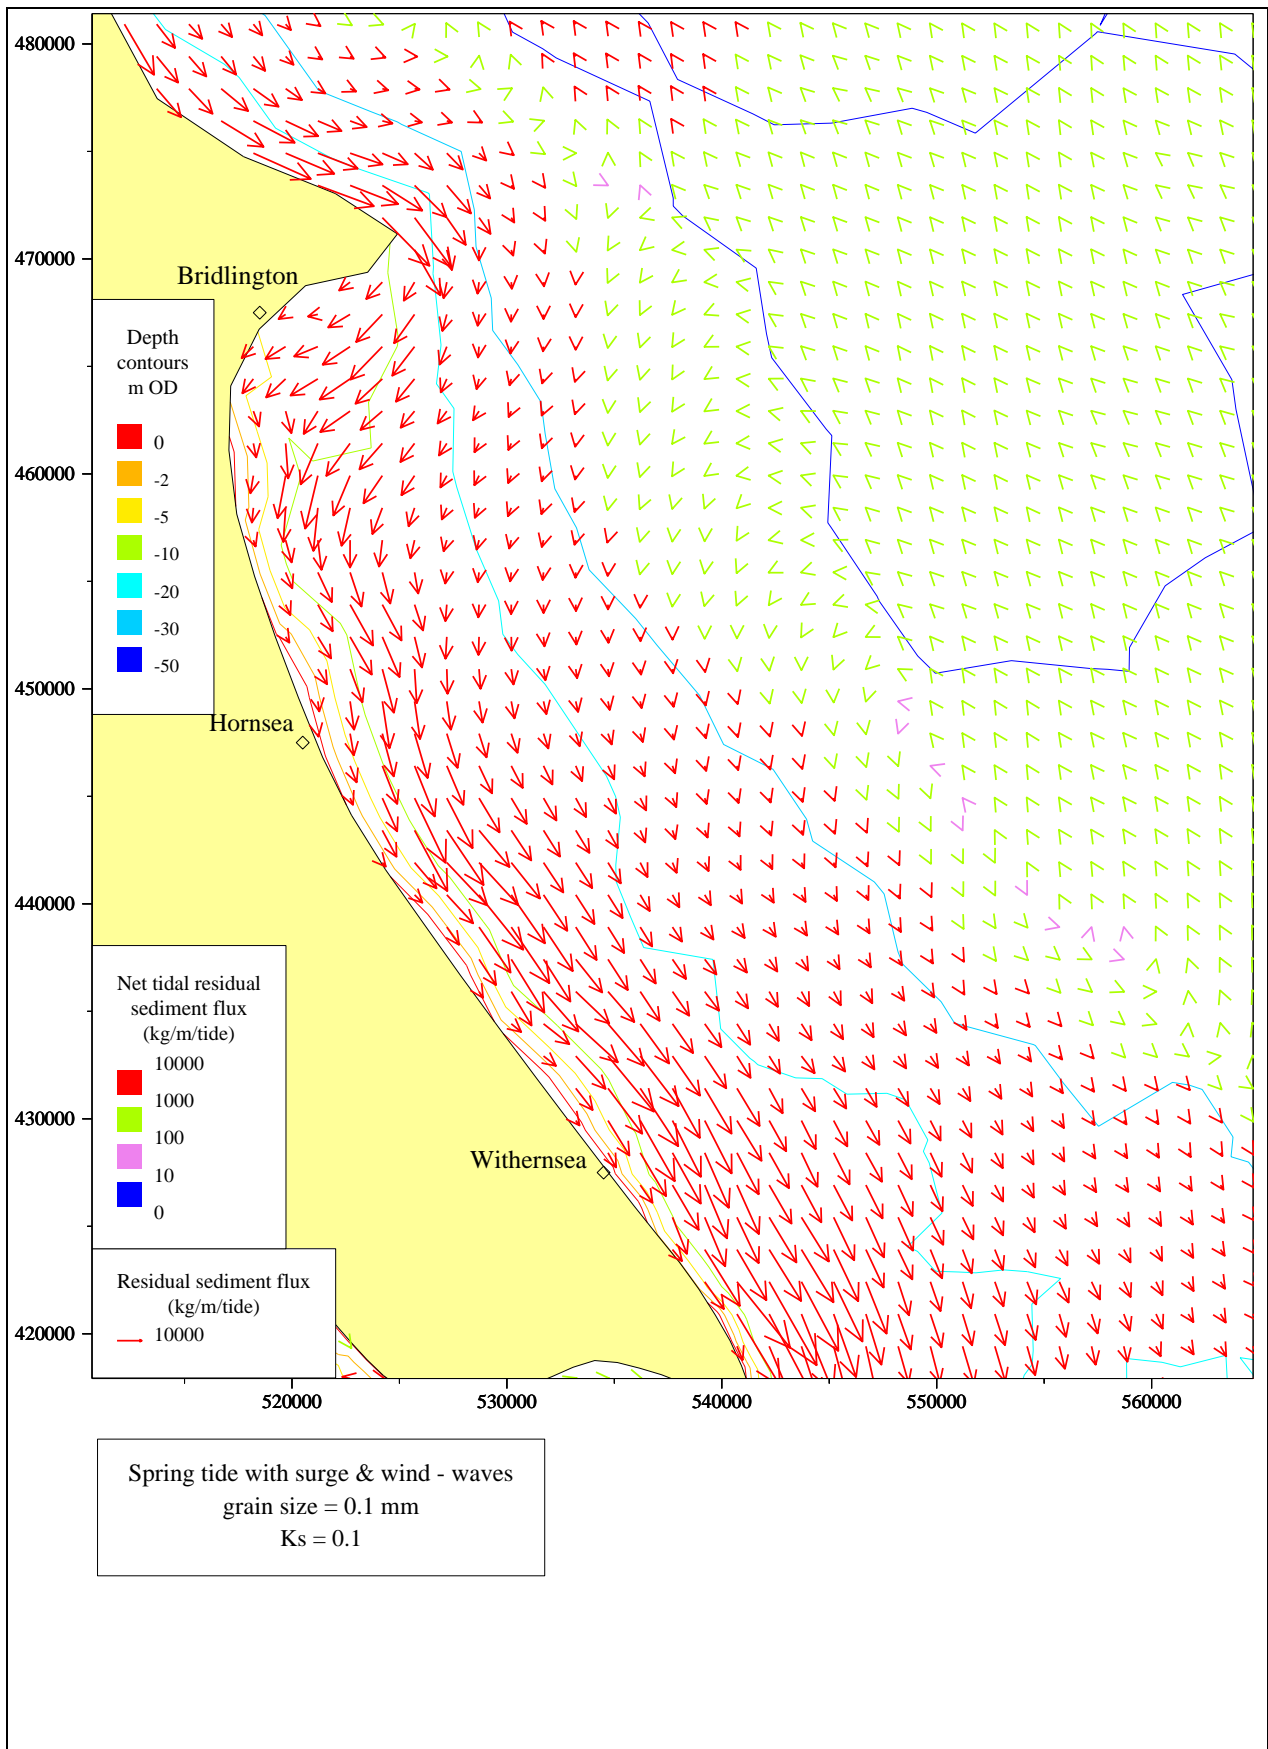 480000
470000
460000
450000
440000
430000
420000
Bridlington
Depth
contours
m OD
0
-2
-5
-10
-20
-30
-50
Hornsea
Net tidal residual
sediment flux
(kg/m/tide)
10000
1000
100
10
0
Withernsea
Residual sediment flux
(kg/m/tide)
10000
520000
530000
540000
550000
560000
Spring tide with surge & wind - waves
grain size = 0.1 mm
Ks = 0.1